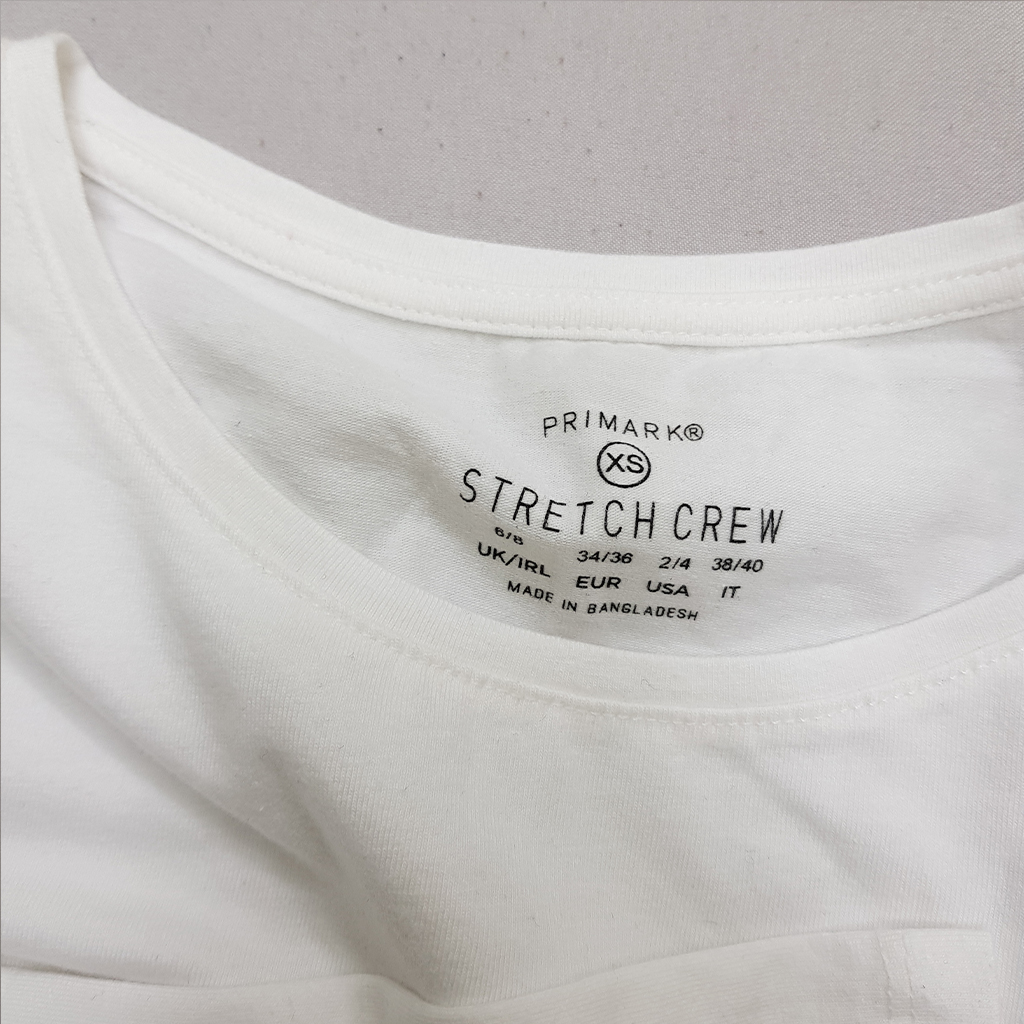 PRIMARK®
XS
STRETCH CREW
6/8 34/36 2/4 38/40
UK/IRL EUR USA IT
MADE IN BANGLADESH